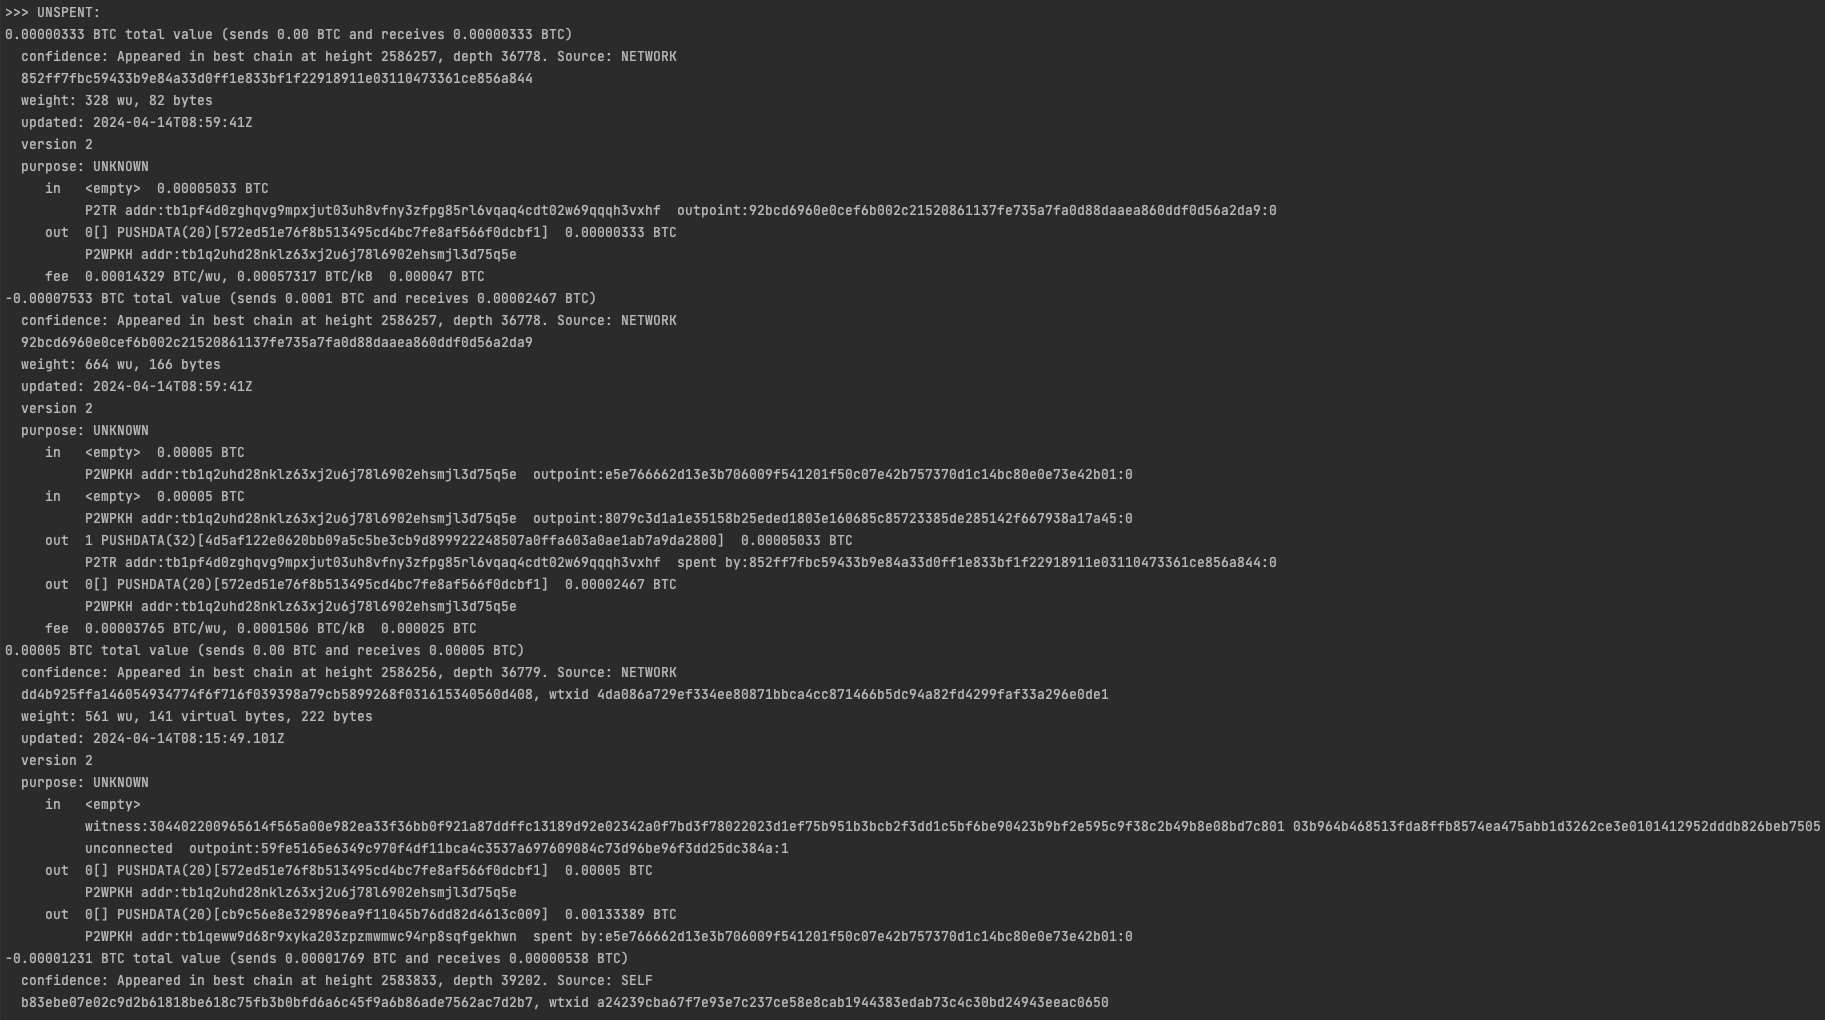 >>> UNSPENT:
0.00000333 BTC total value (sends 0.00 BTC and receives 0.00000333 BTC)
confidence: Appeared in best chain at height 2586257, depth 36778. Source: NETWORK
852ff7fbc59433b9e84a33d0ff1e833bf1f22918911e03110473361ce856a844
weight: 328 wu, 82 bytes
updated: 2024-04-14T08:59:41Z
version 2
purpose: UNKNOWN
in   <empty>  0.00005033 BTC
P2TR addr:tb1pf4d0zghqvg9mpxjut03uh8vfny3zfpg85rl6vqaq4cdt02w69qqqh3vxhf  outpoint:92bcd6960e0cef6b002c21520861137fe735a7fa0d88daaea860ddf0d56a2da9:0
out  0[] PUSHDATA(20)[572ed51e76f8b513495cd4bc7fe8af566f0dcbf1]  0.00000333 BTC
P2WPKH addr:tb1q2uhd28nklz63xj2u6j78l6902ehsmjl3d75q5e
fee  0.00014329 BTC/wu, 0.00057317 BTC/kB  0.000047 BTC
-0.00007533 BTC total value (sends 0.0001 BTC and receives 0.00002467 BTC)
confidence: Appeared in best chain at height 2586257, depth 36778. Source: NETWORK
92bcd6960e0cef6b002c21520861137fe735a7fa0d88daaea860ddf0d56a2da9
weight: 664 wu, 166 bytes
updated: 2024-04-14T08:59:41Z
version 2
purpose: UNKNOWN
in   <empty>  0.00005 BTC
P2WPKH addr:tb1q2uhd28nklz63xj2u6j78l6902ehsmjl3d75q5e  outpoint:e5e766662d13e3b706009f541201f50c07e42b757370d1c14bc80e0e73e42b01:0
in   <empty>  0.00005 BTC
P2WPKH addr:tb1q2uhd28nklz63xj2u6j78l6902ehsmjl3d75q5e  outpoint:8079c3d1a1e35158b25eded1803e160685c85723385de285142f667938a17a45:0
out  1 PUSHDATA(32)[4d5af122e0620bb09a5c5be3cb9d899922248507a0ffa603a0ae1ab7a9da2800]  0.00005033 BTC
P2TR addr:tb1pf4d0zghqvg9mpxjut03uh8vfny3zfpg85rl6vqaq4cdt02w69qqqh3vxhf  spent by:852ff7fbc59433b9e84a33d0ff1e833bf1f22918911e03110473361ce856a844:0
out  0[] PUSHDATA(20)[572ed51e76f8b513495cd4bc7fe8af566f0dcbf1]  0.00002467 BTC
P2WPKH addr:tb1q2uhd28nklz63xj2u6j78l6902ehsmjl3d75q5e
fee  0.00003765 BTC/wu, 0.0001506 BTC/kB  0.000025 BTC
0.00005 BTC total value (sends 0.00 BTC and receives 0.00005 BTC)
confidence: Appeared in best chain at height 2586256, depth 36779. Source: NETWORK
dd4b925ffa146054934774f6f716f039398a79cb5899268f031615340560d408, wtxid 4da086a729ef334ee80871bbca4cc871466b5dc94a82fd4299faf33a296e0de1
weight: 561 wu, 141 virtual bytes, 222 bytes
updated: 2024-04-14T08:15:49.101Z
version 2
purpose: UNKNOWN
in   <empty>
witness:304402200965614f565a00e982ea33f36bb0f921a87ddffc13189d92e02342a0f7bd3f78022023d1ef75b951b3bcb2f3dd1c5bf6be90423b9bf2e595c9f38c2b49b8e08bd7c801 03b964b468513fda8ffb8574ea475abb1d3262ce3e0101412952dddb826beb7505
unconnected  outpoint:59fe5165e6349c970f4df11bca4c3537a697609084c73d96be96f3dd25dc384a:1
out  0[] PUSHDATA(20)[572ed51e76f8b513495cd4bc7fe8af566f0dcbf1]  0.00005 BTC
P2WPKH addr:tb1q2uhd28nklz63xj2u6j78l6902ehsmjl3d75q5e
out  0[] PUSHDATA(20)[cb9c56e8e329896ea9f11045b76dd82d4613c009]  0.00133389 BTC
P2WPKH addr:tb1qeww9d68r9xyka203zpzmwmwc94rp8sqfgekhwn  spent by:e5e766662d13e3b706009f541201f50c07e42b757370d1c14bc80e0e73e42b01:0
-0.00001231 BTC total value (sends 0.00001769 BTC and receives 0.00000538 BTC)
confidence: Appeared in best chain at height 2583833, depth 39202. Source: SELF
b83ebe07e02c9d2b61818be618c75fb3b0bfd6a6c45f9a6b86ade7562ac7d2b7, wtxid a24239cba67f7e93e7c237ce58e8cab1944383edab73c4c30bd24943eeac0650